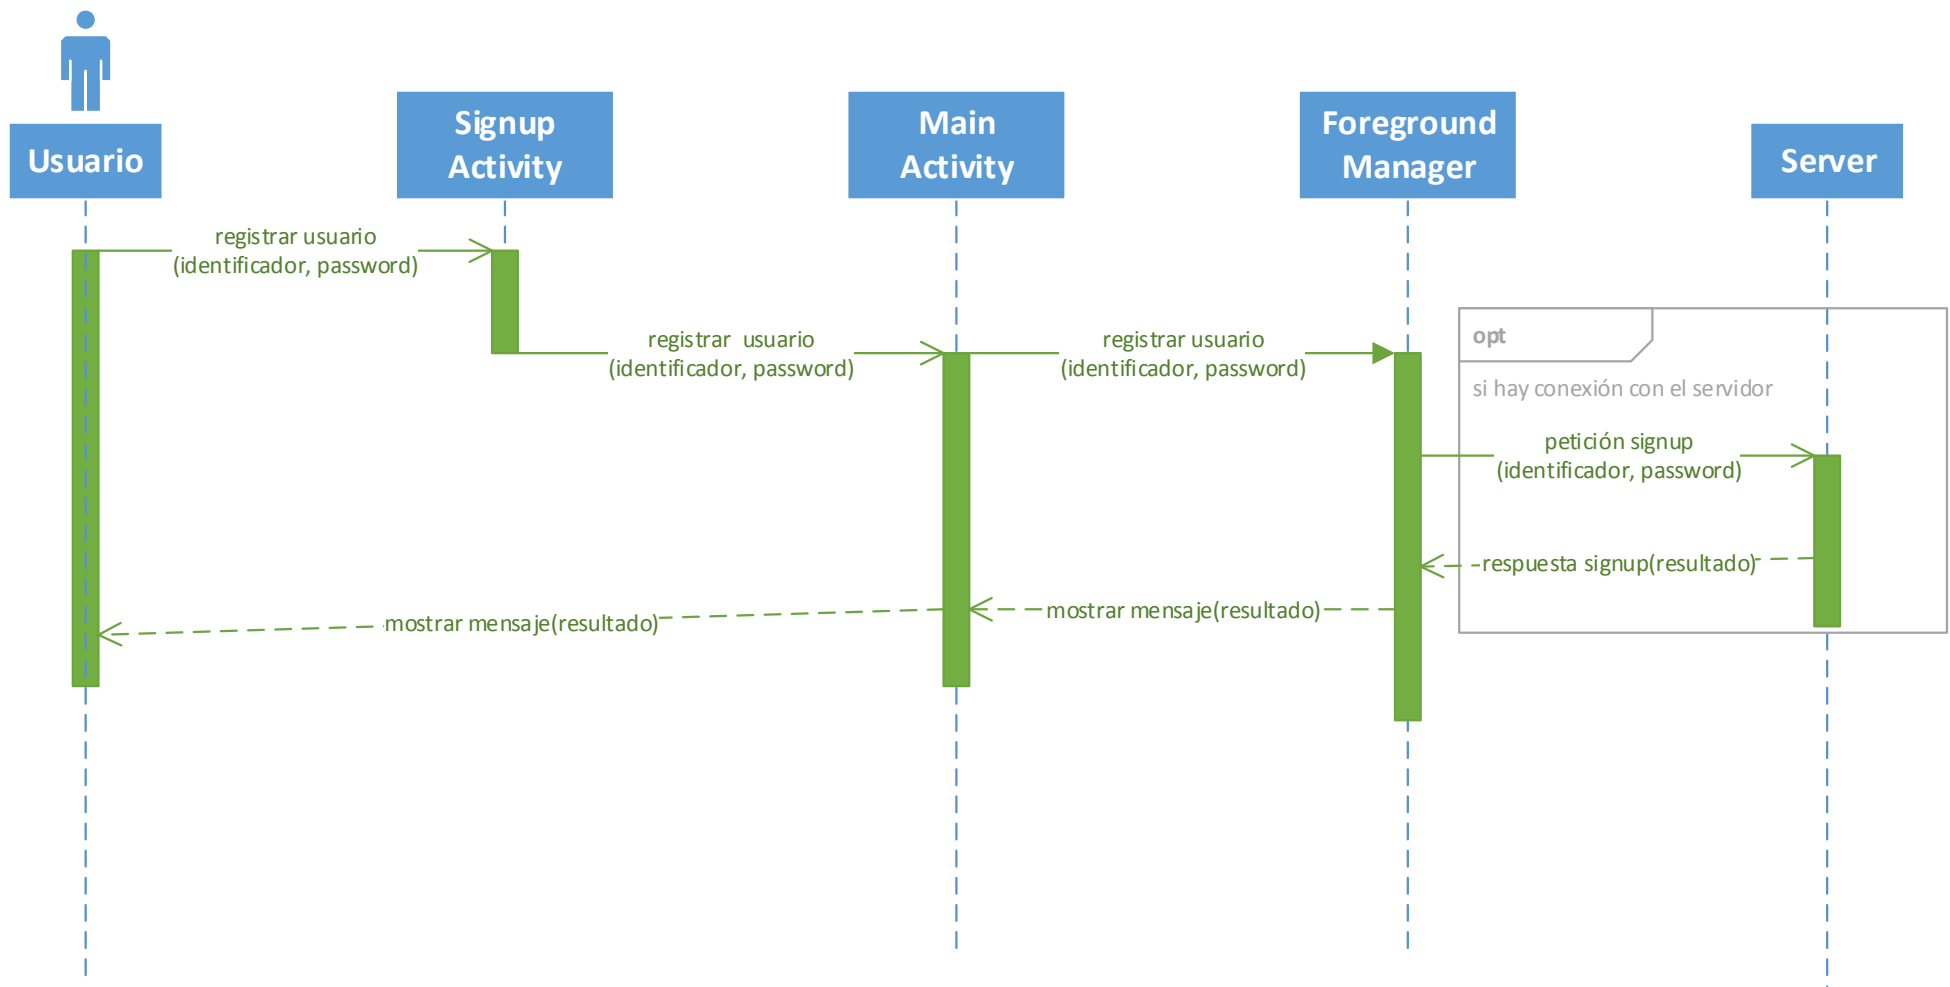 Usuario
Signup
Activity
Main
Activity
Foreground
Manager
Server
registrar usuario
(identificador, password)
registrar usuario
(identificador, password)
registrar usuario
(identificador, password)
opt
si hay conexión con el servidor
petición signup
(identificador, password)
respuesta signup(resultado)
mostrar mensaje(resultado)
mostrar mensaje(resultado)